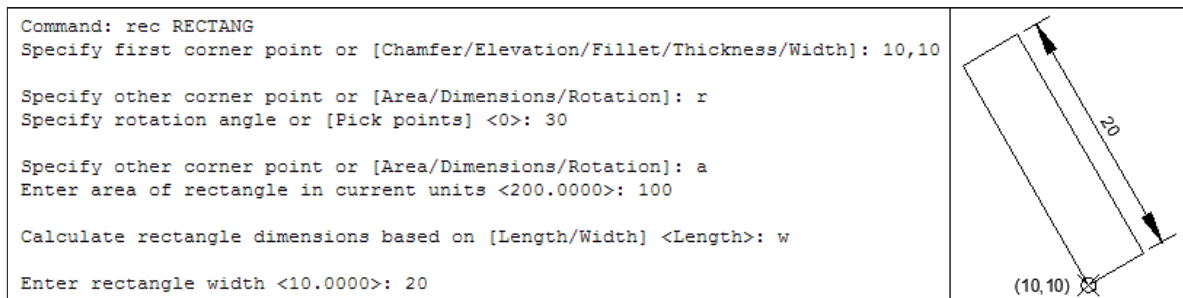 Command: rec RECTANG
Specify first corner point or [Chamfer/Elevation/Fillet/Thickness/Width]: 10,10
Specify other corner point or [Area/Dimensions/Rotation]: r
Specify rotation angle or [Pick points] <0>: 30
Specify other corner point or [Area/Dimensions/Rotation]: a
Enter area of rectangle in current units <200.0000>: 100
Calculate rectangle dimensions based on [Length/Width] <Length>: w
Enter rectangle width <10.0000>: 20
20
(10,10)